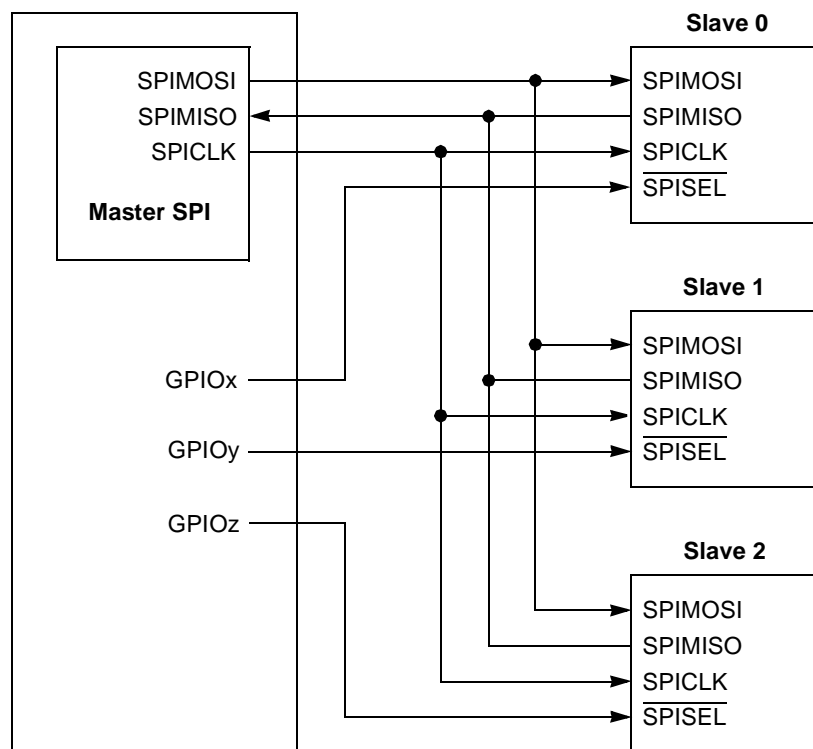 Slave 0
SPIMOSI
SPIMISO
SPICLK
Master SPI
SPIMOSI
SPIMISO
SPICLK
SPISEL
Slave 1
GPIOx
GPIOy
GPIOz
SPIMOSI
SPIMISO
SPICLK
SPISEL
Slave 2
SPIMOSI
SPIMISO
SPICLK
SPISEL